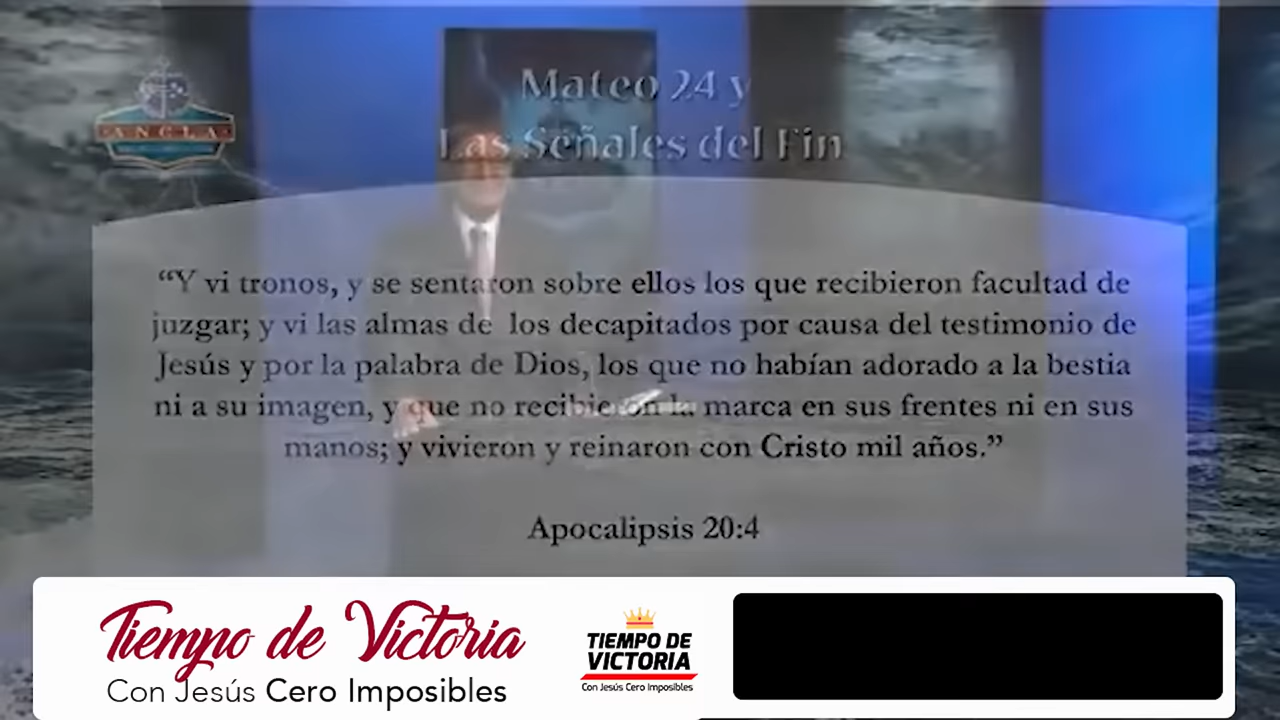 Mateo 24 y
Las Señales del Fin
ANCLA
“Y vi tronos, y se sentaron sobre ellos los que recibieron facultad de
juzgar; y vi las almas de los decapitados por causa del testimonio de
Jesús y por la palabra de Dios, los que no habían adorado a la bestia
ni a su imagen, y que no recibieron la marca en sus frentes ni en sus
manos; y vivieron y reinaron con Cristo mil años.”
Apocalipsis 20:4
Tiempo de Victoria
Con Jesús Cero Imposibles
TIEMPO DE
VICTORIA
Con Jesús Cero Imposibles